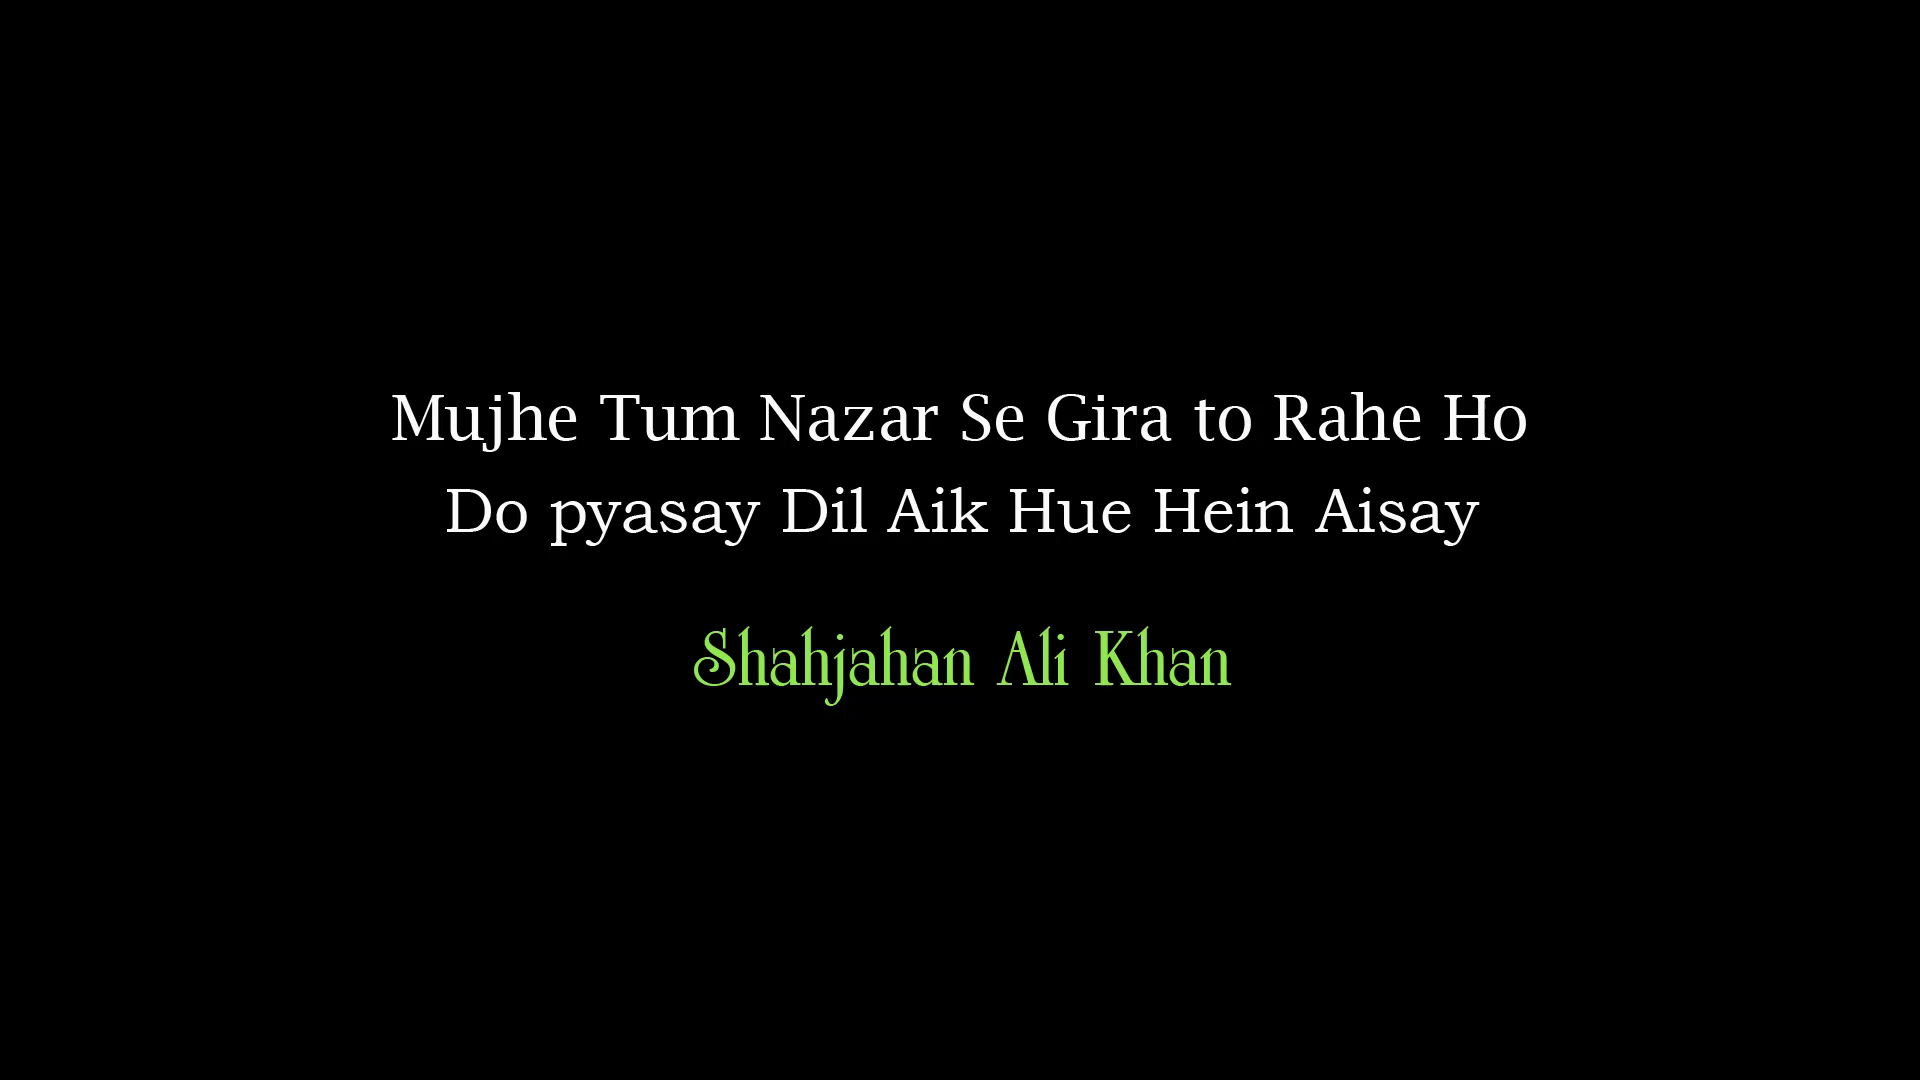 Mujhe Tum Nazar Se Gira to Rahe Ho
Do pyasay Dil Aik Hue Hein Aisay
Shahjahan Ali Khan